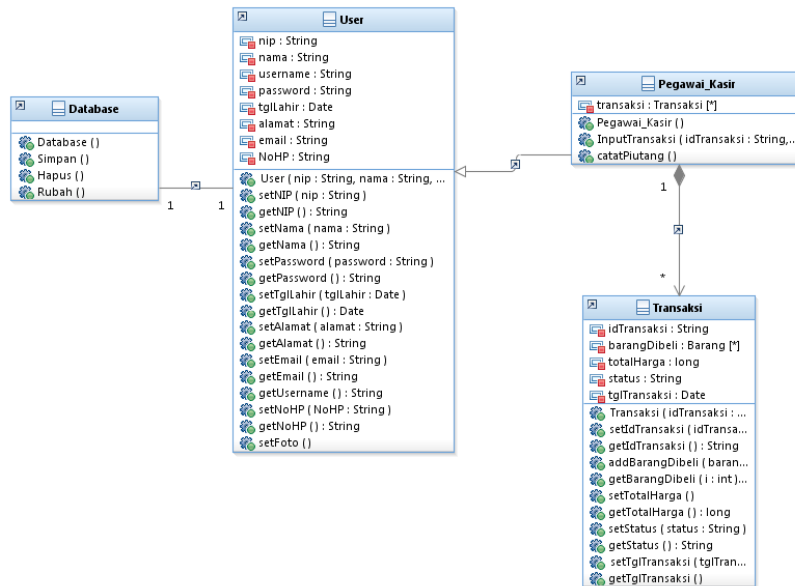 Database
Database ()
Simpan ()
Hapus ()
Rubah ()
1
1
User
nip : String
nama : String
username : String
password : String
tglLahir : Date
alamat : String
email : String
NoHP : String
User ( nip : String, nama : String, ...
setNIP ( nip : String )
getNIP () : String
setNama ( nama : String )
getNama () : String
setPassword ( password : String )
getPassword () : String
setTglLahir ( tglLahir : Date )
getTglLahir () : Date
setAlamat ( alamat : String )
getAlamat () : String
setEmail ( email : String )
getEmail () : String
getUsername () : String
setNoHP ( NoHP : String )
getNoHP () : String
setFoto ()
Pegawai_Kasir
transaksi : Transaksi [*]
Pegawai_Kasir ()
InputTransaksi ( idTransaksi : String,...
catatPiutang ()
1
*
Transaksi
idTransaksi : String
barangDibeli : Barang [*]
totalHarga : long
status : String
tglTransaksi : Date
Transaksi ( idTransaksi : ...
setIdTransaksi ( idTransa...
getIdTransaksi () : String
addBarangDibeli ( baran...
getBarangDibeli ( i : int )...
setTotalHarga ()
getTotalHarga () : long
setStatus ( status : String )
getStatus () : String
setTglTransaksi ( tglTran...
getTglTransaksi ()